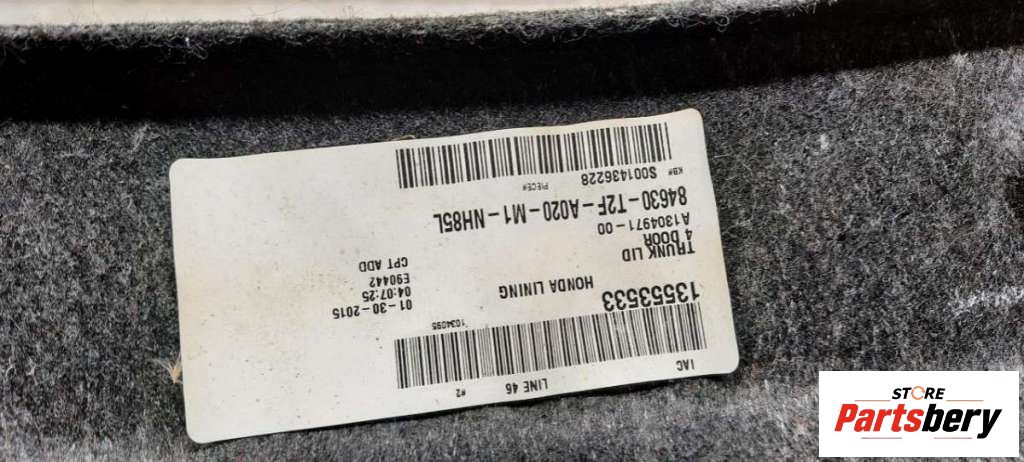 IAC LINE 46 #2
13553533 1034095
HONDA LINING 01-30-2015
04:07:25
TRUNK LID E90442
4 DOOR CPT ADD
A1304971-00
84630-T2F-A020-M1-NH85L
KB# S001436228 PIECE#
STORE
Partsbery